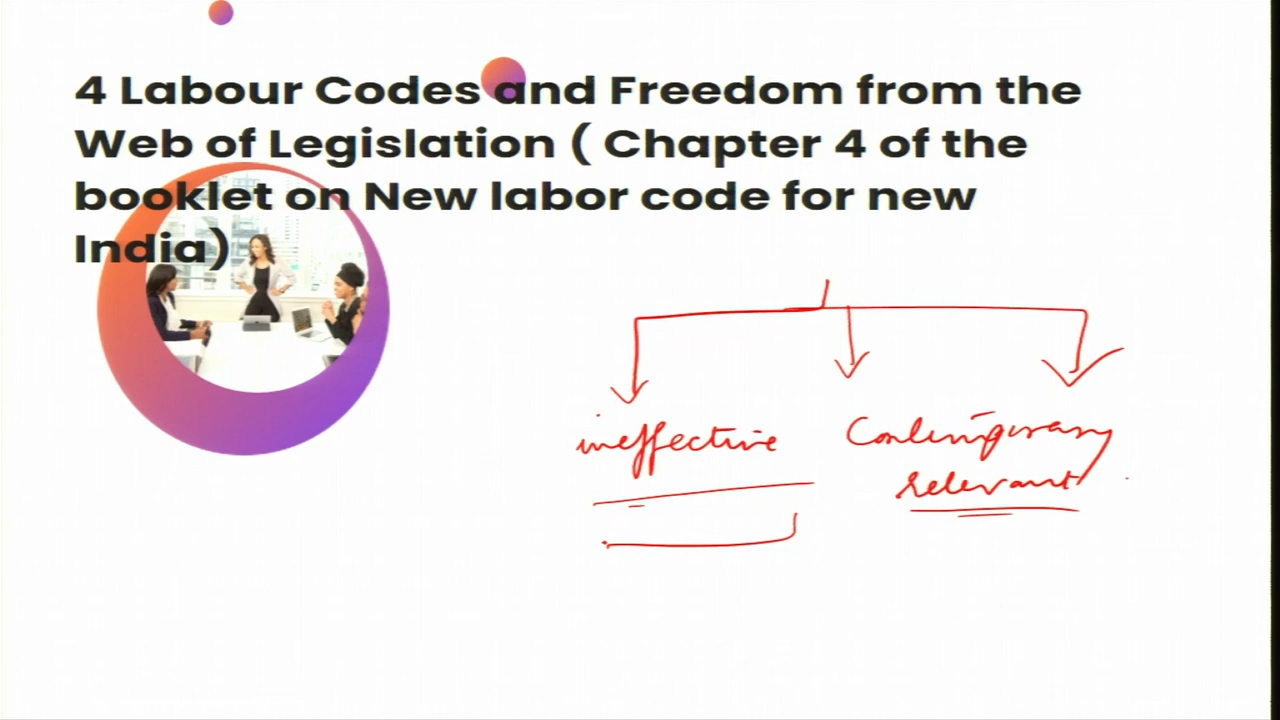 4 Labour Codes and Freedom from the
Web of Legislation ( Chapter 4 of the
booklet on New labor code for new
India)
ineffective
Contemporary
relevant